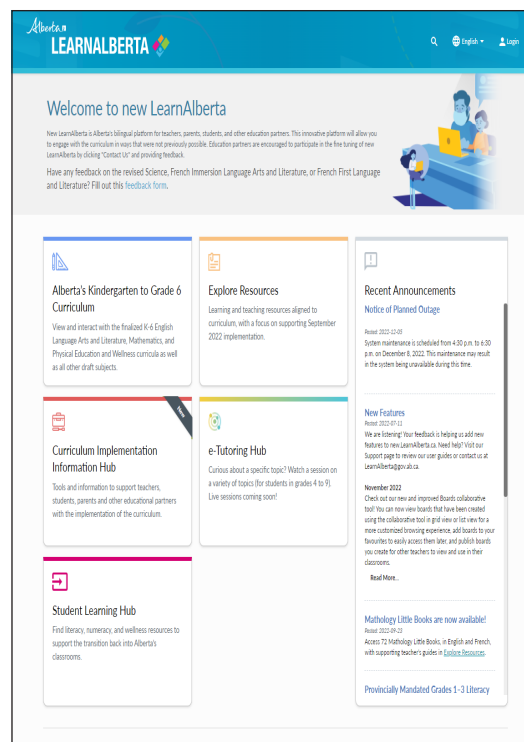 Alberta
LEARNALBERTA
English
Login
Welcome to new LearnAlberta
New LearnAlberta is Alberta's bilingual platform for teachers, parents, students, and other education partners. This innovative platform will allow you
to engage with the curriculum in ways that were not previously possible. Education partners are encouraged to participate in the fine tuning of new
LearnAlberta by clicking "Contact Us" and providing feedback.
Have any feedback on the revised Science, French Immersion Language Arts and Literature, or French First Language
and Literature? Fill out this feedback form.
Alberta's Kindergarten to Grade 6
Curriculum
View and interact with the finalized K-6 English
Language Arts and Literature, Mathematics, and
Physical Education and Wellness curricula as well
as all other draft subjects.
Explore Resources
Learning and teaching resources aligned to
curriculum, with a focus on supporting September
2022 implementation.
Recent Announcements
Notice of Planned Outage
Posted: 2022-12-03
System maintenance is scheduled from 4:30 p.m. to 6:30
p.m. on December 8, 2022. This maintenance may result
in the system being unavailable during this time.
New Features
Posted: 2022-07-11
We are listening! Your feedback is helping us add new
features to new.LearnAlberta.ca. Need help? Visit our
Support page to review our user guides or contact us at
LearnAlberta@gov.ab.ca.
November 2022
Check out our new and improved Boards collaborative
tool! You can now view boards that have been created
using the collaborative tool in grid view or list view for a
more customized browsing experience, add boards to your
favourites to easily access them later, and publish boards
you create for other teachers to view and use in their
classrooms.
Read More...
Mathology Little Books are now available!
Posted: 2022-09-23
Access 72 Mathology Little Books, in English and French,
with supporting teacher's guides in Explore Resources.
Provincially Mandated Grades 1–3 Literacy
New
Curriculum Implementation
Information Hub
Tools and information to support teachers,
students, parents and other educational partners
with the implementation of the curriculum.
e-Tutoring Hub
Curious about a specific topic? Watch a session on
a variety of topics (for students in grades 4 to 9).
Live sessions coming soon!
Student Learning Hub
Find literacy, numeracy, and wellness resources to
support the transition back into Alberta's
classrooms.